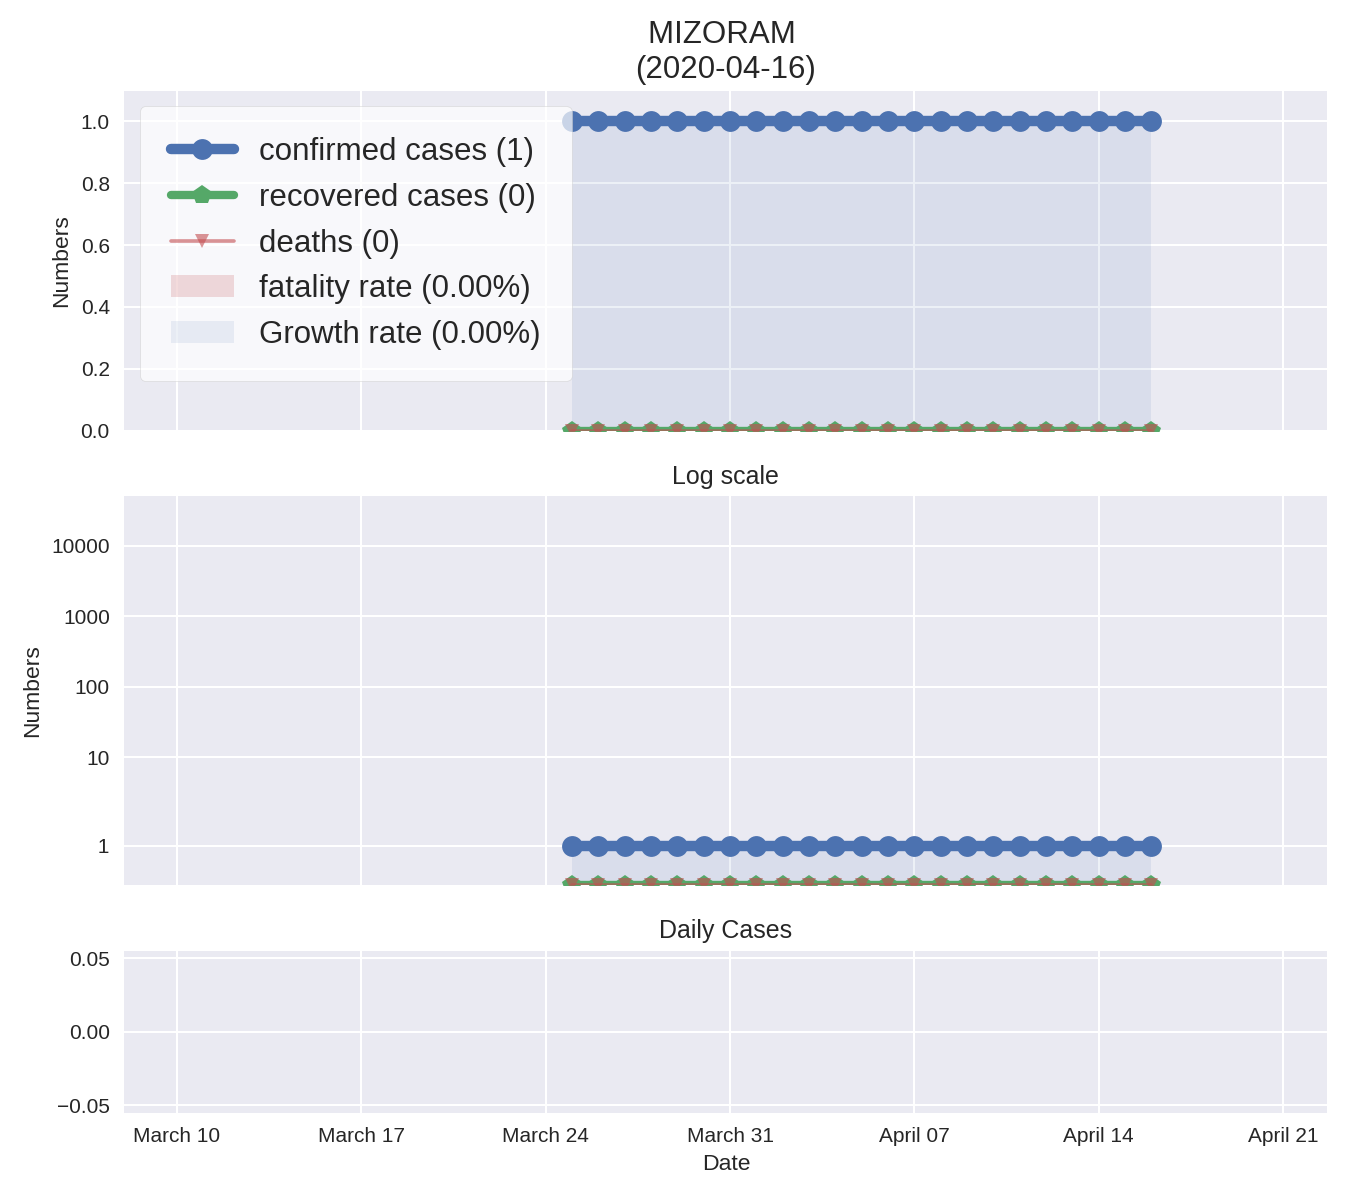 MIZORAM
(2020-04-16)
1.0
0.8
0.6
0.4
0.2
0.0
Numbers
confirmed cases (1)
recovered cases (0)
deaths (0)
fatality rate (0.00%)
Growth rate (0.00%)
Log scale
10000
1000
100
10
1
Numbers
Daily Cases
0.05
0.00
−0.05
March 10 March 17 March 24 March 31 April 07 April 14 April 21
Date